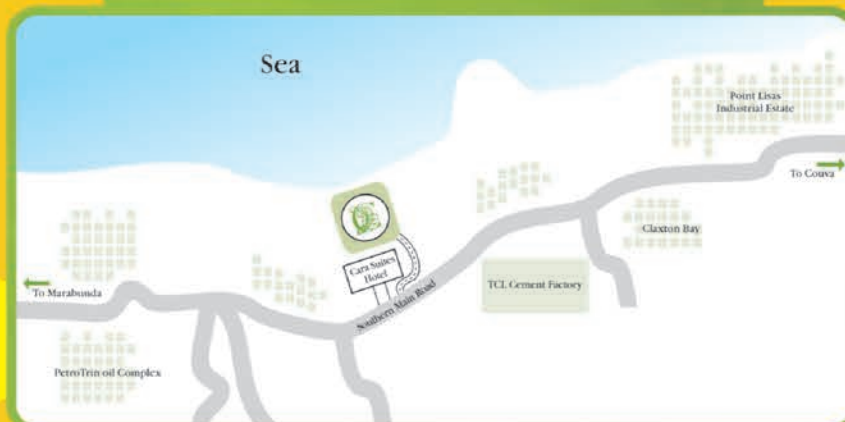 Sea
Point Lisas
Industrial Estate
To Couva
Claxton Bay
Cara Suites
Hotel
TCL Cement Factory
Southern Main Road
To Marabunda
PetroTrin oil Complex